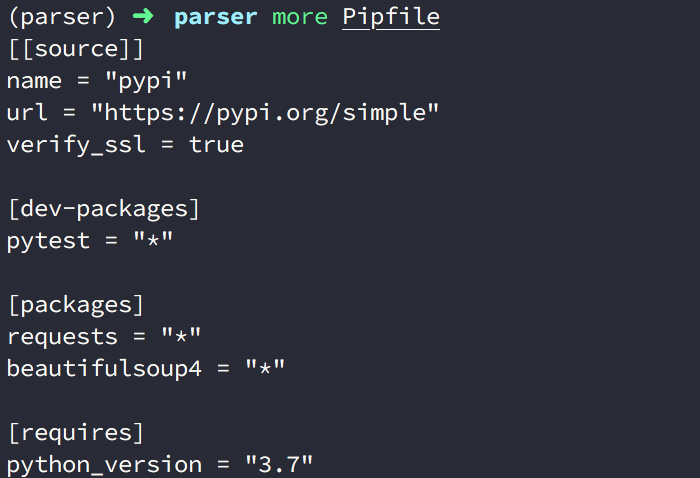 (parser) ➜ parser more Pipfile
[[source]]
name = "pypi"
url = "https://pypi.org/simple"
verify_ssl = true
[dev-packages]
pytest = "*"
[packages]
requests = "*"
beautifulsoup4 = "*"
[requires]
python_version = "3.7"